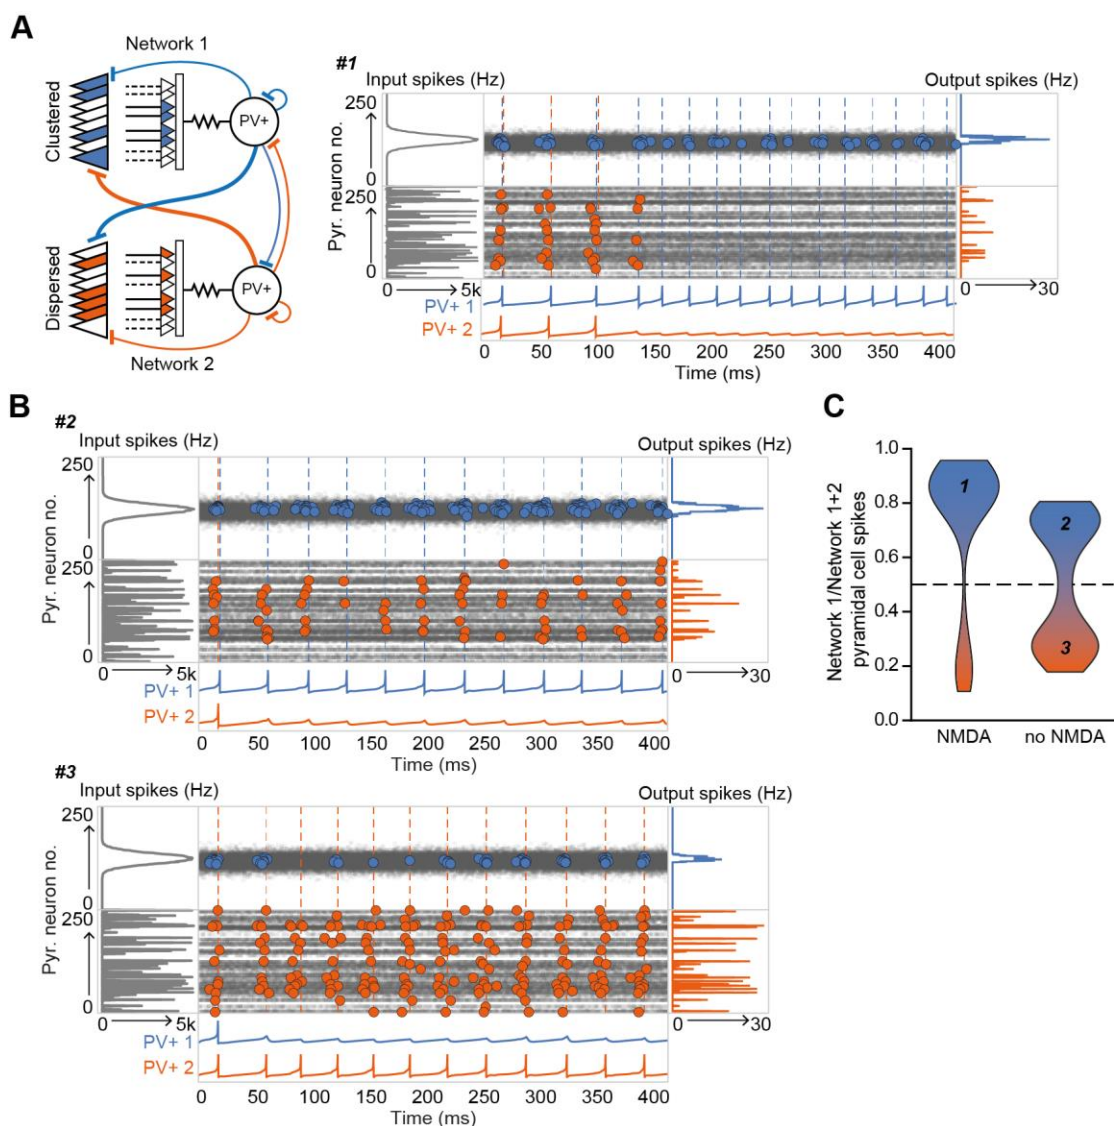 A
Network 1
Clustered
PV+
Dispersed
PV+
Network 2
#1
Input spikes (Hz)
Output spikes (Hz)
250
0
250
0
Pyr. neuron no.
0
5k
0
30
PV+ 1
PV+ 2
0 50 100 150 200 250 300 350 400
Time (ms)
B
#2
Input spikes (Hz)
Output spikes (Hz)
250
0
250
0
Pyr. neuron no.
0
5k
0
30
PV+ 1
PV+ 2
0 50 100 150 200 250 300 350 400
Time (ms)
#3
Input spikes (Hz)
Output spikes (Hz)
250
0
250
0
Pyr. neuron no.
0
5k
0
30
PV+ 1
PV+ 2
0 50 100 150 200 250 300 350 400
Time (ms)
C
Network 1/Network 1+2
pyramidal cell spikes
1.0
0.8
0.6
0.4
0.2
0.0
1
2
3
NMDA
no NMDA